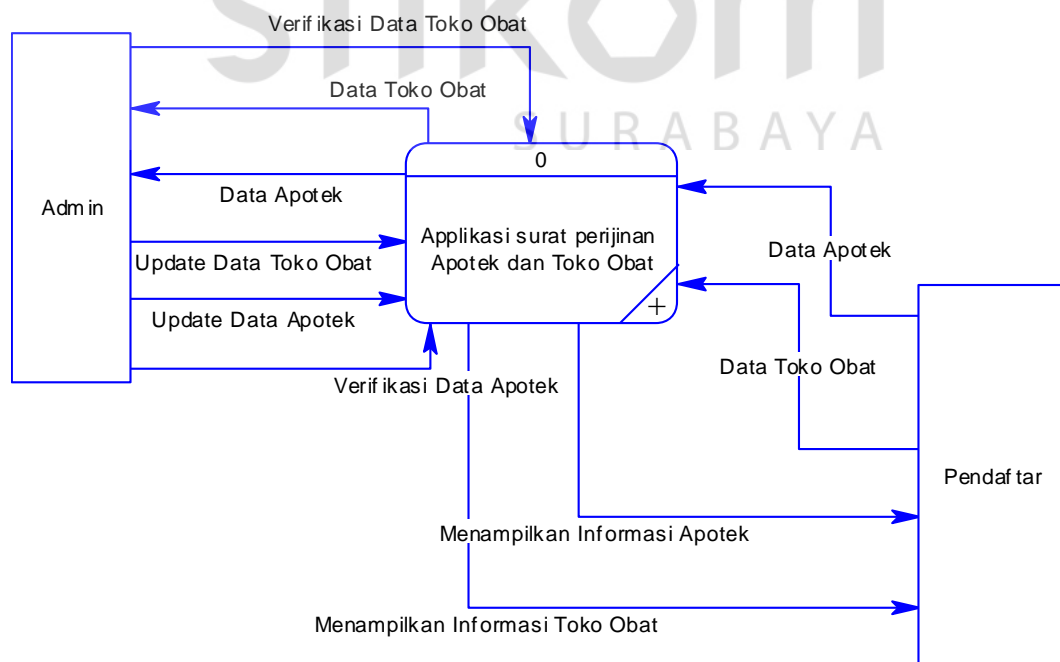 stikom
SURABAYA
Verifikasi Data Toko Obat
Data Toko Obat
0
Data Apotek
Admin
Applikasi surat perijinan
Apotek dan Toko Obat
Data Apotek
Update Data Toko Obat
+
Update Data Apotek
Data Toko Obat
Verifikasi Data Apotek
Pendaftar
Menampilkan Informasi Apotek
Menampilkan Informasi Toko Obat